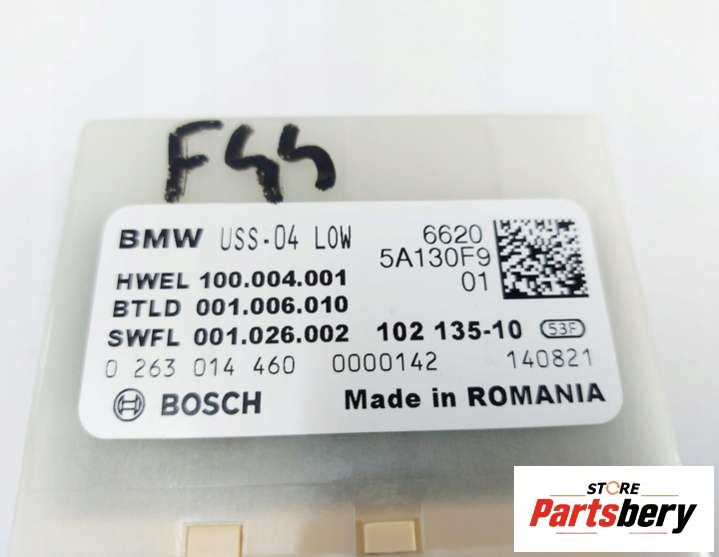 F44
BMW USS-04 LOW 6620
5A130F9
HWEL 100.004.001 01
BTLD 001.006.010
SWFL 001.026.002 102 135-10 53F
0 263 014 460 0000142 140821
BOSCH Made in ROMANIA
STORE
Partsbery